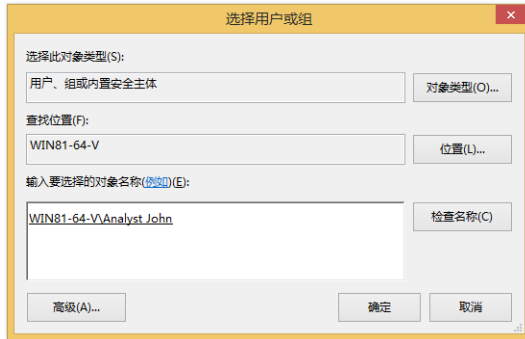 选择用户或组
选择此对象类型(S):
用户、组或内置安全主体
对象类型(O)...
查找位置(F):
WIN81-64-V
位置(L)...
输入要选择的对象名称(例如)(E):
WIN81-64-V\Analyst John
检查名称(C)
高级(A)...
确定
取消